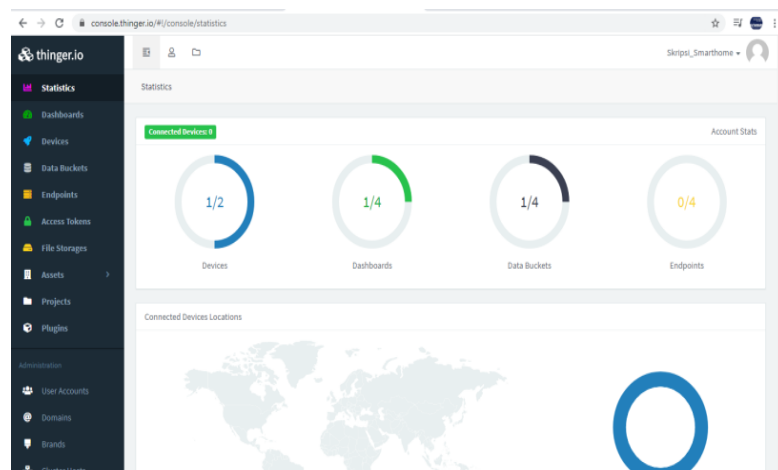 console.thinger.io/#!/console/statistics
thinger.io
Skripsi_Smarthome
Statistics
Dashboards
Devices
Data Buckets
Endpoints
Access Tokens
File Storages
Assets
Projects
Plugins
Administration
User Accounts
Domains
Brands
Statistics
Connected Devices: 0
Account Stats
1/2
1/4
1/4
0/4
Devices
Dashboards
Data Buckets
Endpoints
Connected Devices Locations